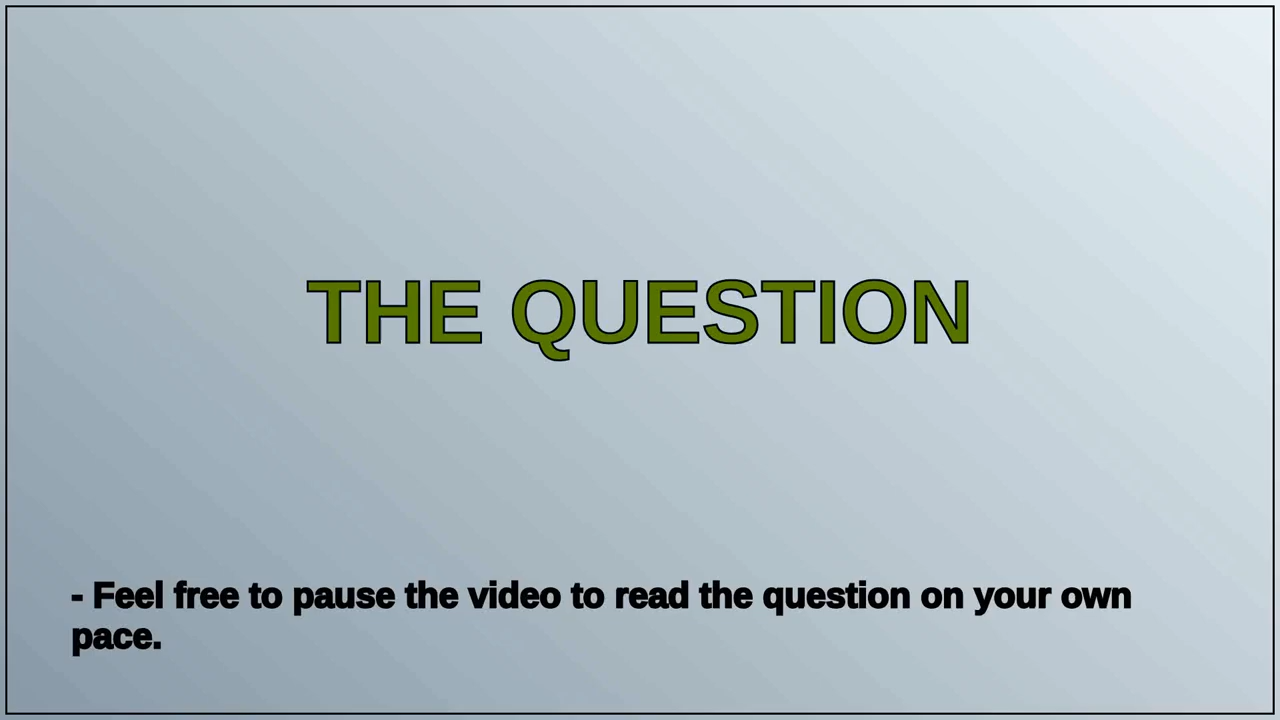 THE QUESTION
- Feel free to pause the video to read the question on your own
pace.